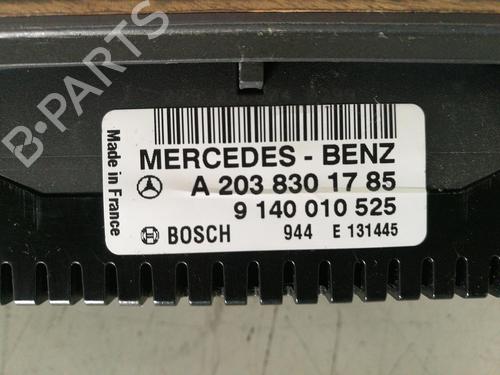 B-PARTS
Made in France
MERCEDES - BENZ
A 203 830 17 85
9 140 010 525
BOSCH 944 E 131445